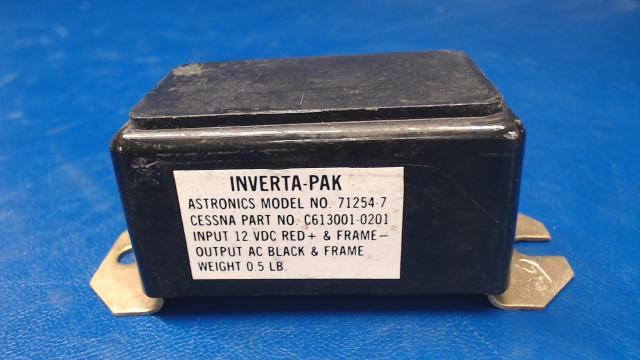 INVERTA-PAK
ASTRONICS MODEL NO. 71254-7
CESSNA PART NO. C613001-0201
INPUT 12 VDC RED+ & FRAME-
OUTPUT AC BLACK & FRAME
WEIGHT 0.5 LB.